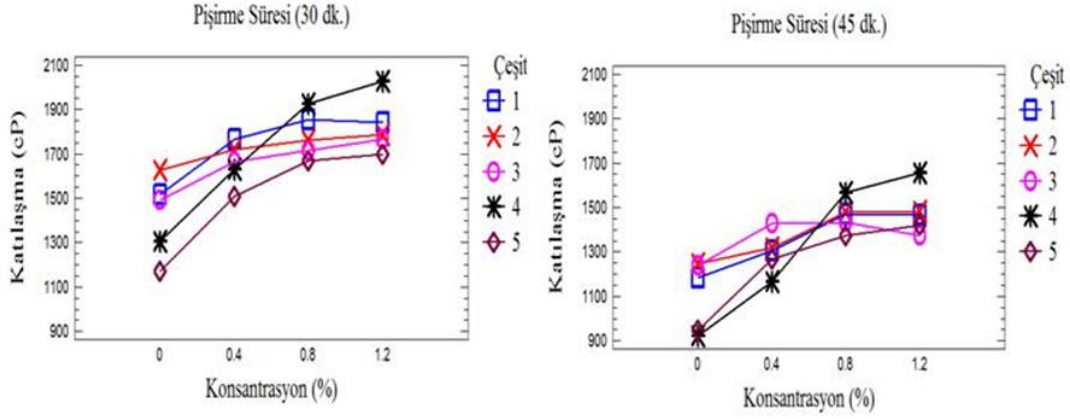 Pişirme Süresi (30 dk.)
Katılaşma (cP)
2100
1900
1700
1500
1300
1100
900
0 0.4 0.8 1.2
Konsantrasyon (%)
Çeşit
1
2
3
4
5
Pişirme Süresi (45 dk.)
Katılaşma (cP)
2100
1900
1700
1500
1300
1100
900
0 0.4 0.8 1.2
Konsantrasyon (%)
Çeşit
1
2
3
4
5